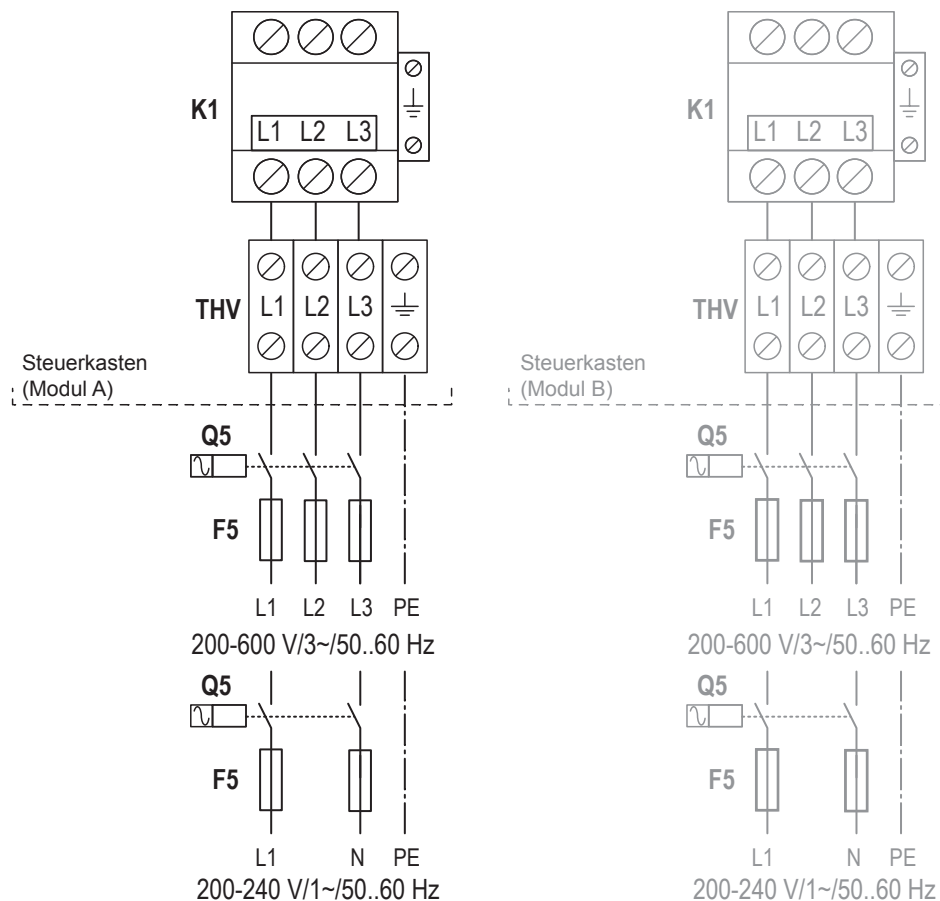 K1
L1 L2 L3
THV
L1 L2 L3
Steuerkasten
(Modul A)
Q5
F5
L1 L2 L3 PE
200-600 V/3~/50..60 Hz
Q5
F5
L1 N PE
200-240 V/1~/50..60 Hz
K1
L1 L2 L3
THV
L1 L2 L3
Steuerkasten
(Modul B)
Q5
F5
L1 L2 L3 PE
200-600 V/3~/50..60 Hz
Q5
F5
L1 N PE
200-240 V/1~/50..60 Hz